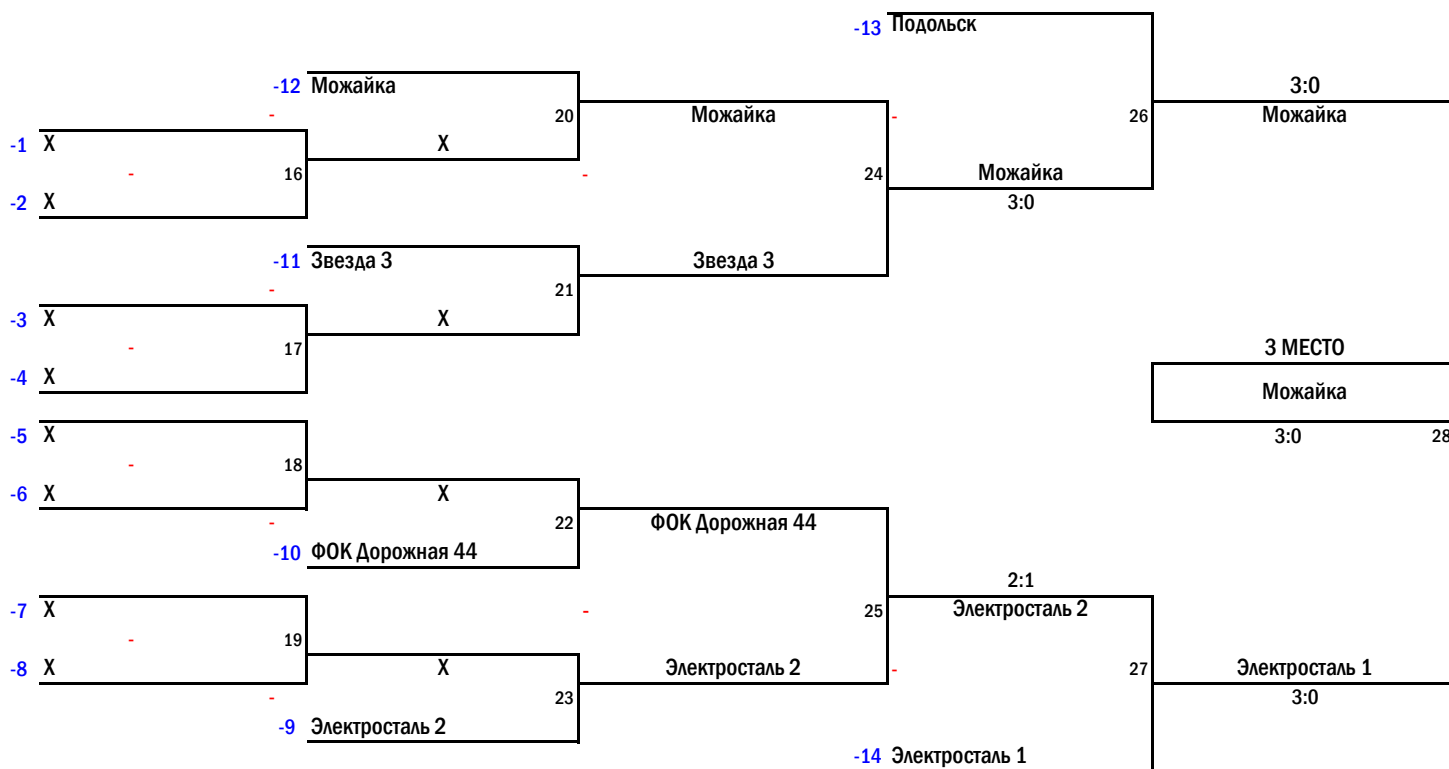 -13 Подольск
-12 Можайка 3:0
- 20 Можайка - 26 Можайка
-1 X X
- 16 - 24 Можайка
-2 X 3:0
-11 Звезда 3 Звезда 3
- 21
-3 X X
- 17 3 МЕСТО
-4 X Можайка
-5 X 3:0 28
- 18
-6 X X
- 22 ФОК Дорожная 44
-10 ФОК Дорожная 44
2:1
-7 X - 25 Электросталь 2
- 19
-8 X X Электросталь 2 - 27 Электросталь 1
- 23 3:0
-9 Электросталь 2
-14 Электросталь 1